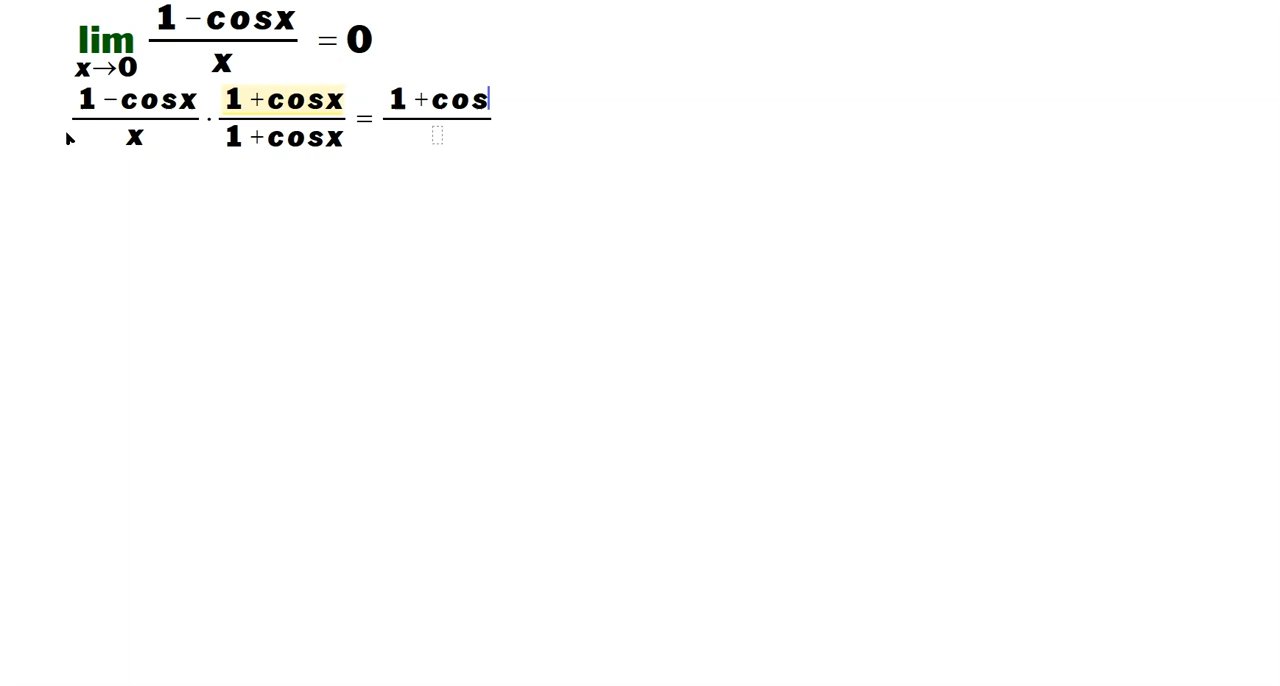 lim x→0 (1 − cosx)/x = 0
(1 − cosx)/x · (1 + cosx)/(1 + cosx) = 1 + cos